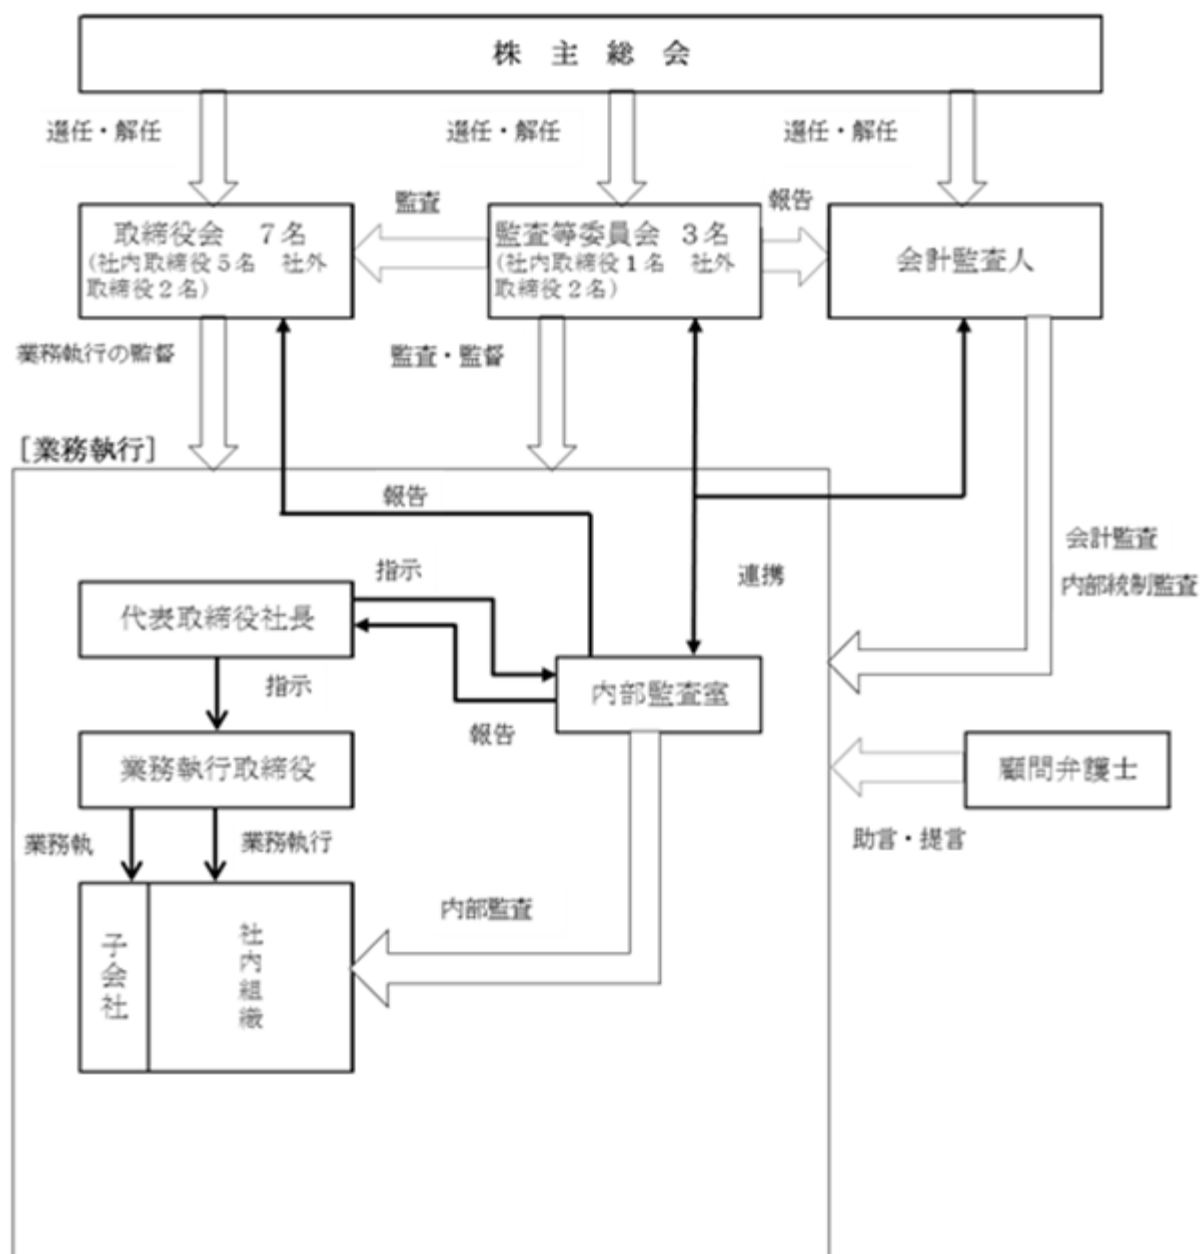 株 主 総 会
選任・解任
選任・解任
選任・解任
監査
報告
取締役会 7名
(社内取締役5名 社外
取締役2名)
監査等委員会 3名
(社内取締役1名 社外
取締役2名)
会計監査人
業務執行の監督
監査・監督
[業務執行]
報告
会計監査
内部統制監査
指示
連携
代表取締役社長
内部監査室
指示
報告
業務執行取締役
顧問弁護士
業務執
業務執行
助言・提言
内部監査
子会社
社内組織